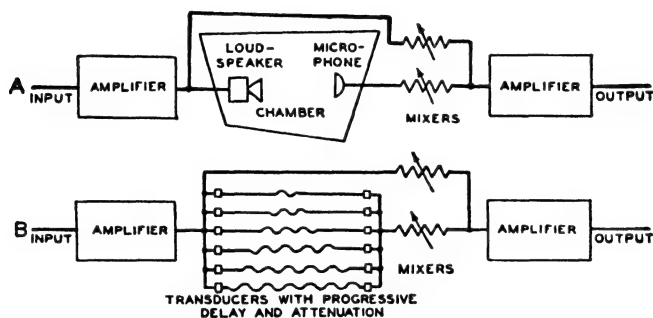 LOUD-
SPEAKER
MICRO-
PHONE
A
INPUT
AMPLIFIER
CHAMBER
MIXERS
AMPLIFIER
OUTPUT
B
INPUT
AMPLIFIER
MIXERS
AMPLIFIER
OUTPUT
TRANSDUCERS WITH PROGRESSIVE
DELAY AND ATTENUATION